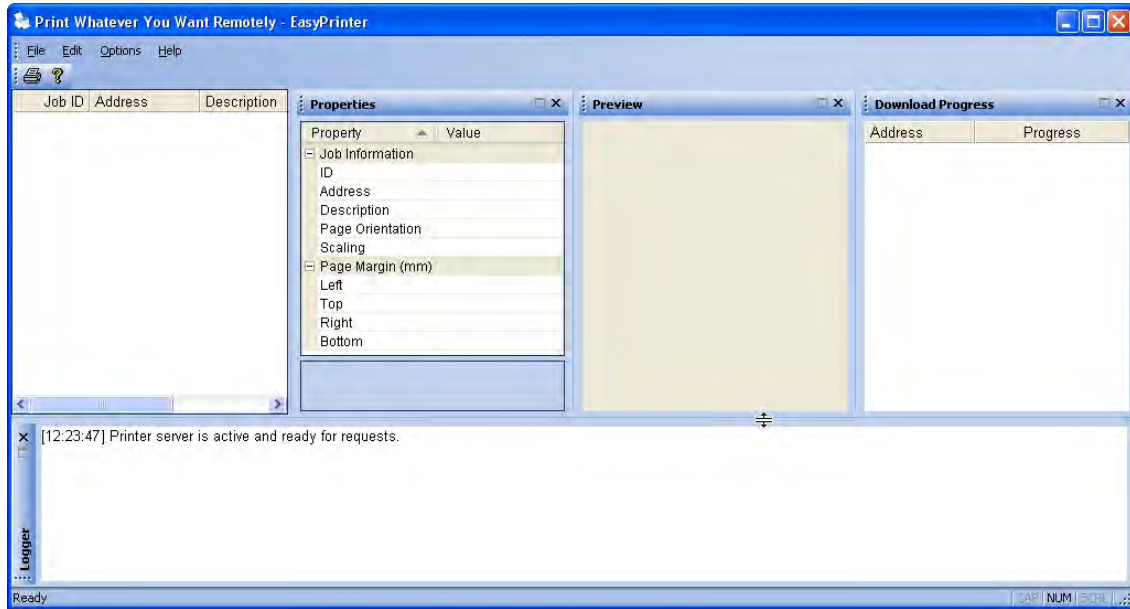 Print Whatever You Want Remotely - EasyPrinter
File Edit Options Help
Job ID Address Description
Properties
Property Value
Job Information
ID
Address
Description
Page Orientation
Scaling
Page Margin (mm)
Left
Top
Right
Bottom
Preview
Download Progress
Address Progress
[12:23:47] Printer server is active and ready for requests.
Logger
Ready
CAP NUM SCRL